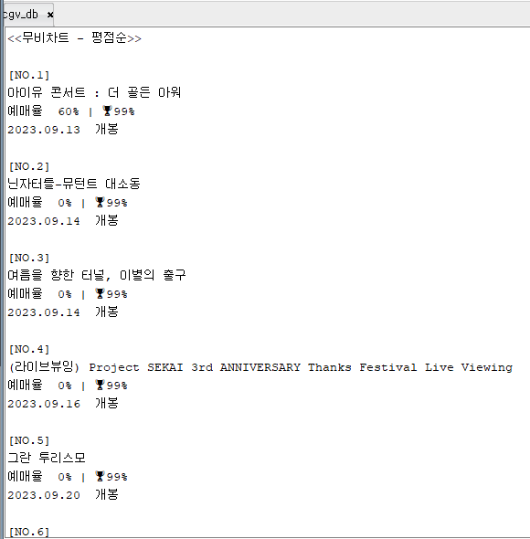 cgv_db ×
<<무비차트 - 평점순>>
[NO.1]
아이유 콘서트 : 더 골든 아워
예매율 60% | 🏆99%
2023.09.13 개봉
[NO.2]
닌자터틀-뮤턴트 대소동
예매율 0% | 🏆99%
2023.09.14 개봉
[NO.3]
여름을 향한 터널, 이별의 출구
예매율 0% | 🏆99%
2023.09.14 개봉
[NO.4]
(라이브뷰잉) Project SEKAI 3rd ANNIVERSARY Thanks Festival Live Viewing
예매율 0% | 🏆99%
2023.09.16 개봉
[NO.5]
그란 투리스모
예매율 0% | 🏆99%
2023.09.20 개봉
[NO.6]